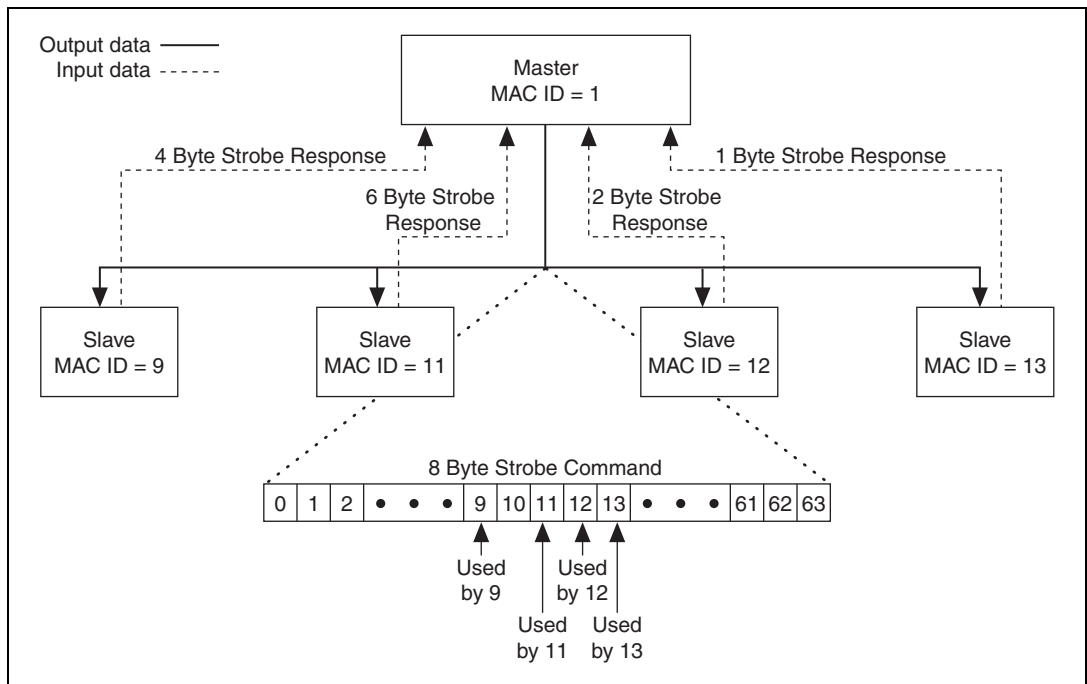 Output data
Input data
Master
MAC ID = 1
4 Byte Strobe Response
1 Byte Strobe Response
6 Byte Strobe
Response
2 Byte Strobe
Response
Slave
MAC ID = 9
Slave
MAC ID = 11
Slave
MAC ID = 12
Slave
MAC ID = 13
8 Byte Strobe Command
0 1 2 • • • 9 10 11 12 13 • • • 61 62 63
Used
by 9
Used
by 12
Used
by 11
Used
by 13